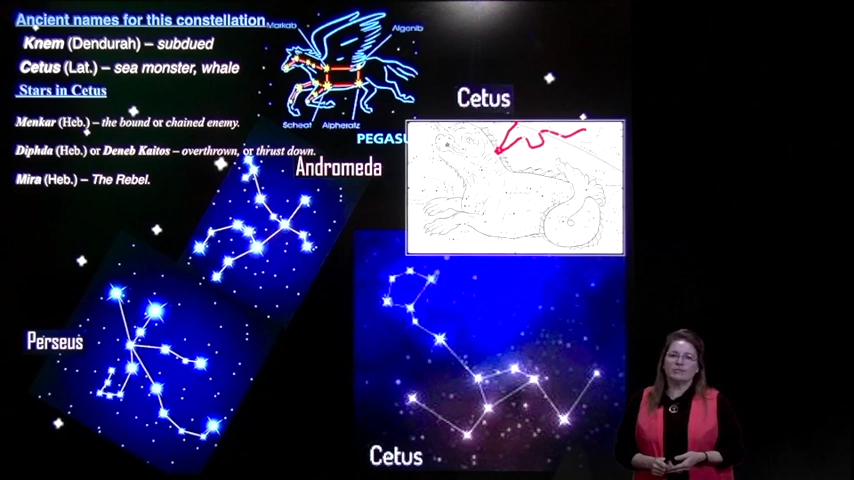 Ancient names for this constellation
Knem (Dendurah) – subdued
Cetus (Lat.) – sea monster, whale
Stars in Cetus
Menkar (Heb.) – the bound or chained enemy.
Diphda (Heb.) or Deneb Kaitos – overthrown, or thrust down.
Mira (Heb.) – The Rebel.
Markab
Algenib
Scheat
Alpheratz
PEGASU
Cetus
Andromeda
Perseus
Cetus